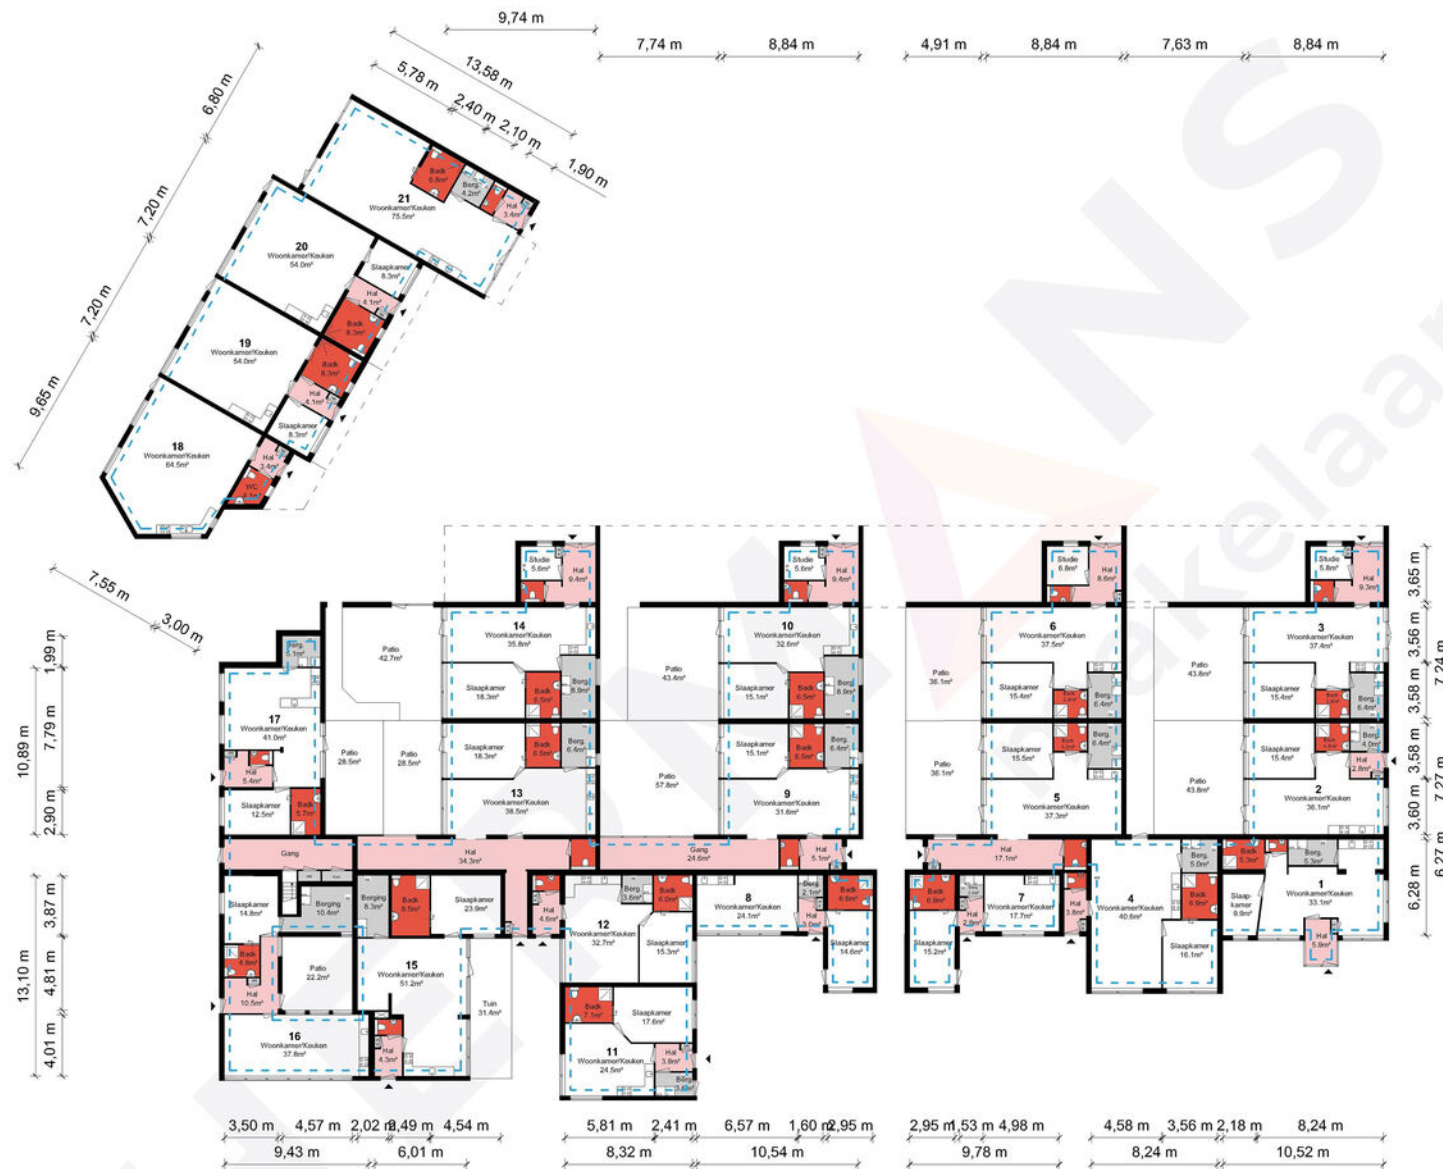 9,74 m
7,74 m
8,84 m
4,91 m
8,84 m
7,63 m
8,84 m
13,58 m
5,78 m
2,40 m
2,10 m
1,90 m
6,80 m
7,20 m
7,20 m
9,65 m
7,55 m
3,00 m
Badk
6.8m²
Berg.
4.2m²
Hal
3.4m²
21
Woonkamer/Keuken
75.5m²
20
Woonkamer/Keuken
54.0m²
Slaapkamer
8.3m²
Hal
4.1m²
Badk
8.3m²
19
Woonkamer/Keuken
54.0m²
Badk
8.3m²
Hal
4.1m²
Slaapkamer
8.3m²
18
Woonkamer/Keuken
64.5m²
Hal
3.4m²
WC
4.1m²
NS
makelaar
Studie
5.6m²
Hal
9.4m²
Studie
5.6m²
Hal
9.4m²
Studie
6.8m²
Hal
8.6m²
Studie
5.8m²
Hal
9.3m²
14
Woonkamer/Keuken
35.8m²
10
Woonkamer/Keuken
32.6m²
6
Woonkamer/Keuken
37.5m²
3
Woonkamer/Keuken
37.4m²
Patio
42.7m²
Patio
43.4m²
Patio
36.1m²
Patio
43.8m²
Slaapkamer
18.3m²
Badk
6.5m²
Berg.
8.9m²
Slaapkamer
15.1m²
Badk
6.5m²
Berg.
8.9m²
Slaapkamer
15.4m²
Berg.
6.4m²
Slaapkamer
15.4m²
Berg.
6.4m²
Berg.
5.1m²
17
Woonkamer/Keuken
41.0m²
Hal
5.4m²
Slaapkamer
12.5m²
Badk
5.7m²
Patio
28.5m²
Patio
28.5m²
Slaapkamer
18.3m²
Badk
6.5m²
Berg.
6.4m²
13
Woonkamer/Keuken
38.5m²
Patio
57.8m²
Slaapkamer
15.1m²
Badk
6.5m²
Berg.
6.4m²
9
Woonkamer/Keuken
31.6m²
Patio
36.1m²
Slaapkamer
15.5m²
Berg.
6.4m²
5
Woonkamer/Keuken
37.3m²
Patio
43.8m²
Slaapkamer
15.4m²
Berg.
4.0m²
Hal
2.8m²
2
Woonkamer/Keuken
36.1m²
Gang
Hal
34.3m²
Gang
24.6m²
Hal
5.1m²
Hal
17.1m²
Slaapkamer
14.8m²
Berging
10.4m²
Berging
8.3m²
Badk
9.5m²
Slaapkamer
23.9m²
Hal
4.6m²
12
Woonkamer/Keuken
32.7m²
Berg.
3.6m²
Badk
6.0m²
Slaapkamer
15.3m²
8
Woonkamer/Keuken
24.1m²
Berg.
2.1m²
Hal
3.0m²
Badk
6.6m²
Slaapkamer
14.6m²
Badk
6.9m²
Slaapkamer
15.2m²
Hal
2.8m²
7
Woonkamer/Keuken
17.7m²
Hal
3.8m²
4
Woonkamer/Keuken
40.6m²
Berg.
5.0m²
Badk
6.9m²
Slaapkamer
16.1m²
Badk
5.3m²
Berg.
5.3m²
Slaap-
kamer
9.9m²
1
Woonkamer/Keuken
33.1m²
Hal
5.9m²
Badk
4.8m²
Hal
10.5m²
Patio
22.2m²
16
Woonkamer/Keuken
37.8m²
15
Woonkamer/Keuken
51.2m²
Hal
4.3m²
Tuin
31.4m²
Badk
7.1m²
Slaapkamer
17.6m²
11
Woonkamer/Keuken
24.5m²
Hal
3.9m²
Berg.
1,99 m
7,79 m
10,89 m
2,90 m
3,87 m
4,81 m
13,10 m
4,01 m
3,65 m
3,56 m
7,24 m
3,58 m
3,58 m
7,27 m
3,60 m
6,27 m
6,28 m
3,50 m
4,57 m
2,02 m
2,49 m
4,54 m
5,81 m
2,41 m
6,57 m
1,60 m
2,95 m
2,95 m
1,53 m
4,98 m
4,58 m
3,56 m
2,18 m
8,24 m
9,43 m
6,01 m
8,32 m
10,54 m
9,78 m
8,24 m
10,52 m